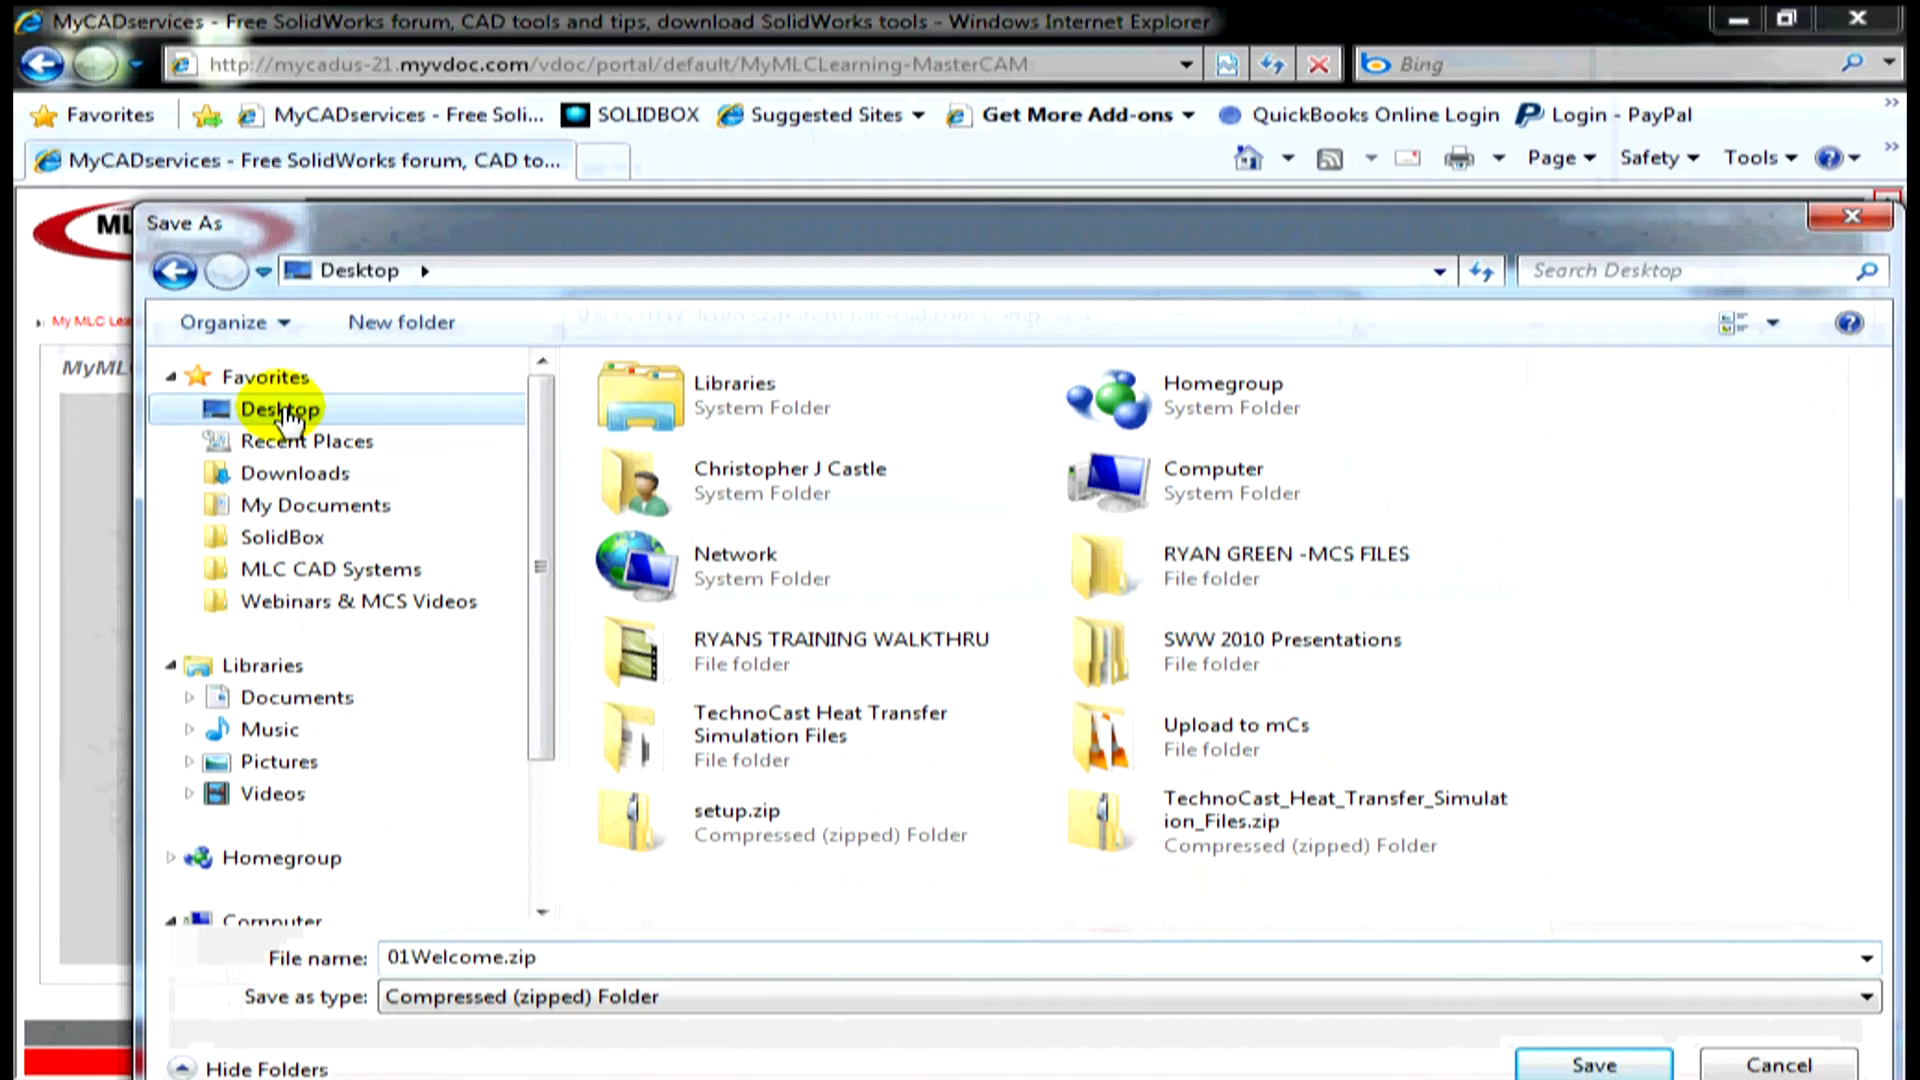 MyCADservices - Free SolidWorks forum, CAD tools and tips, download SolidWorks tools - Windows Internet Explorer
http://mycadus-21.myvdoc.com/vdoc/portal/default/MyMLCLearning-MasterCAM
Bing
Favorites
MyCADservices - Free Soli...
SOLIDBOX
Suggested Sites
Get More Add-ons
QuickBooks Online Login
Login - PayPal
MyCADservices - Free SolidWorks forum, CAD to...
Page
Safety
Tools
Save As
Desktop
Search Desktop
My MLC Lea
MyML
Organize
New folder
Favorites
Desktop
Recent Places
Downloads
My Documents
SolidBox
MLC CAD Systems
Webinars & MCS Videos
Libraries
Documents
Music
Pictures
Videos
Homegroup
Computer
Libraries
System Folder
Homegroup
System Folder
Christopher J Castle
System Folder
Computer
System Folder
Network
System Folder
RYAN GREEN -MCS FILES
File folder
RYANS TRAINING WALKTHRU
File folder
SWW 2010 Presentations
File folder
TechnoCast Heat Transfer
Simulation Files
File folder
Upload to mCs
File folder
setup.zip
Compressed (zipped) Folder
TechnoCast_Heat_Transfer_Simulat
ion_Files.zip
Compressed (zipped) Folder
File name: 01Welcome.zip
Save as type: Compressed (zipped) Folder
Hide Folders
Save
Cancel